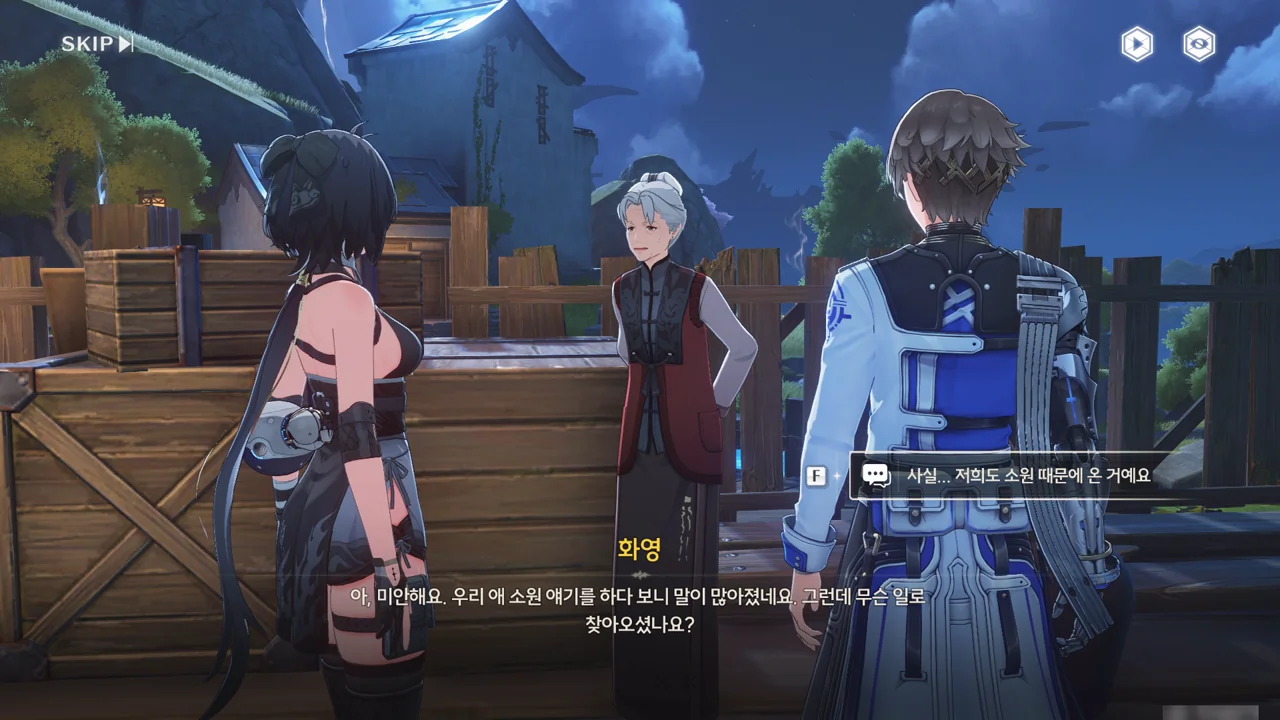 SKIP
F
사실... 저희도 소원 때문에 온 거예요
화영
아, 미안해요. 우리 애 소원 얘기를 하다 보니 말이 많아졌네요. 그런데 무슨 일로
찾아오셨나요?